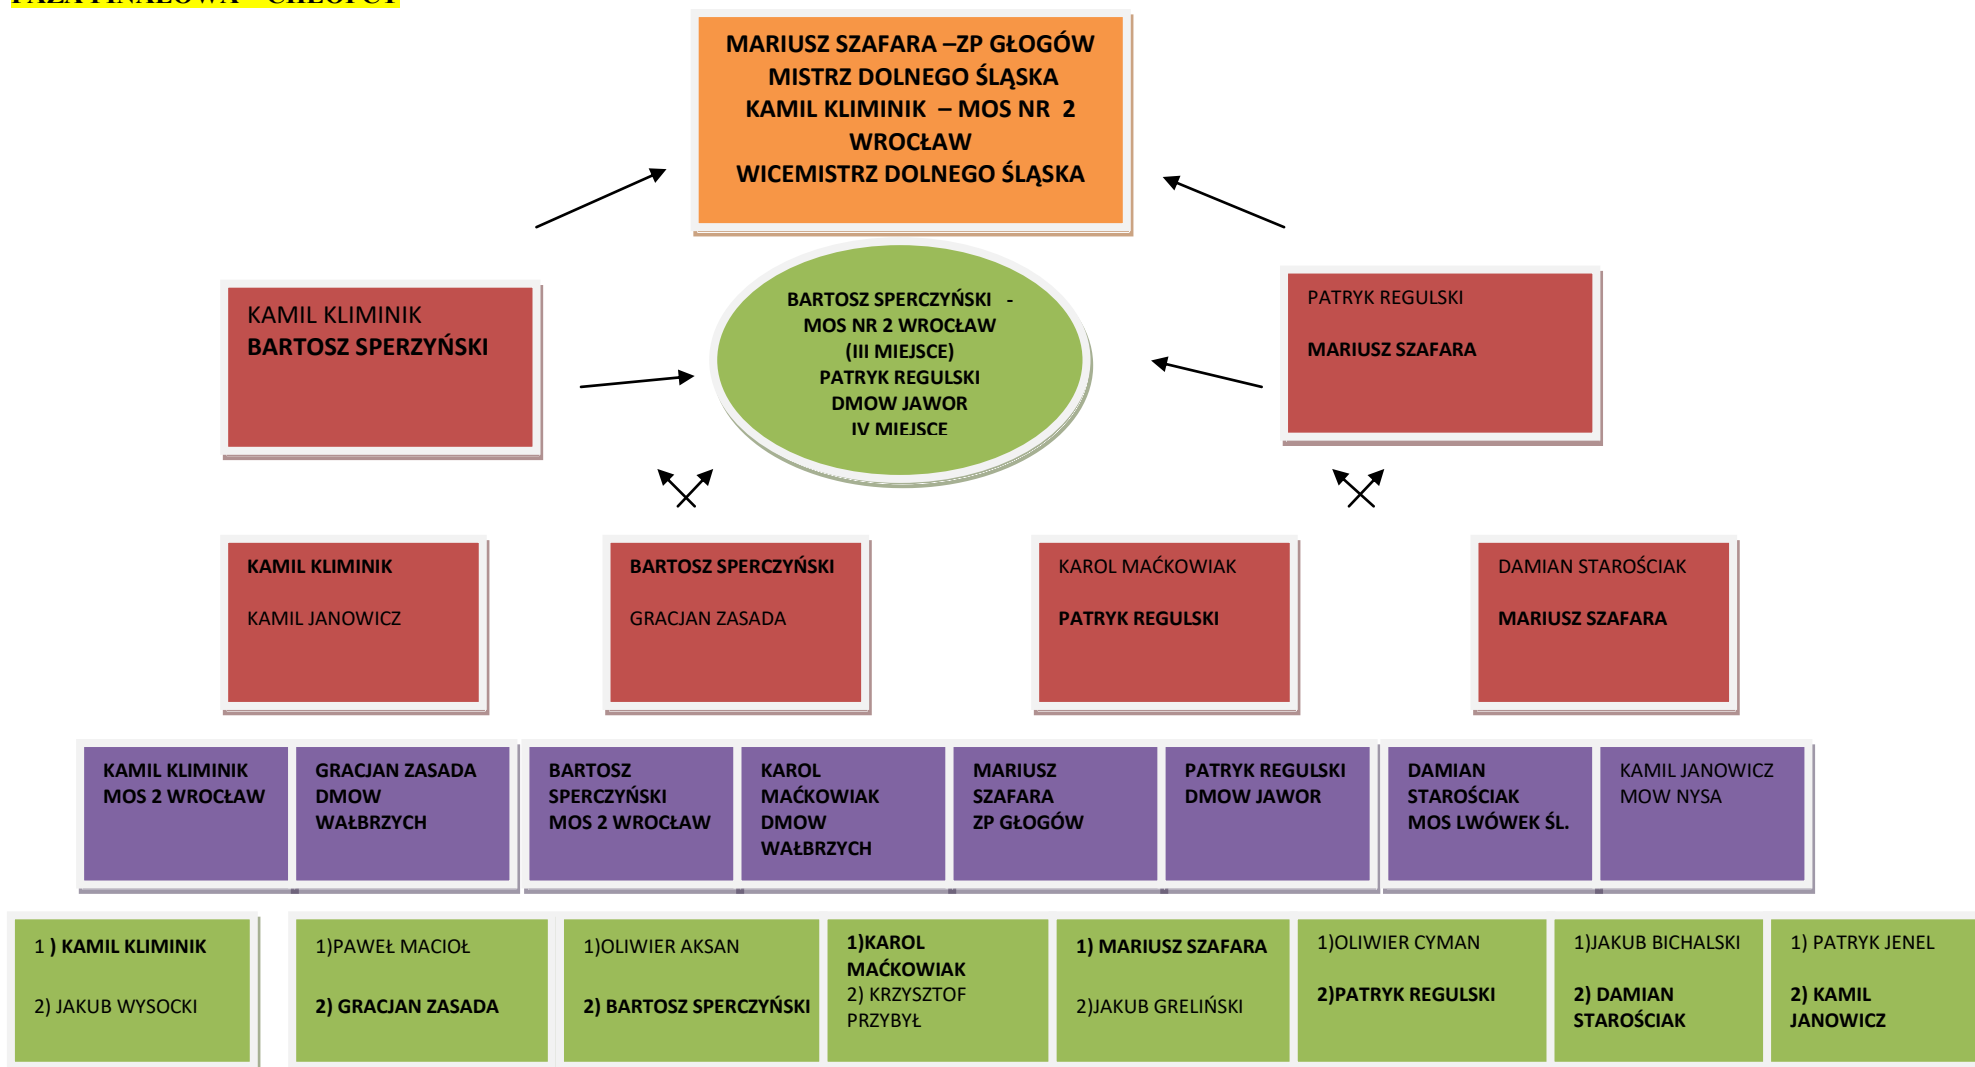 FAZA FINAŁOWA – CHŁOPCY
MARIUSZ SZAFARA –ZP GŁOGÓW
MISTRZ DOLNEGO ŚLĄSKA
KAMIL KLIMINIK – MOS NR 2
WROCŁAW
WICEMISTRZ DOLNEGO ŚLĄSKA
KAMIL KLIMINIK
BARTOSZ SPERZYŃSKI
BARTOSZ SPERCZYŃSKI -
MOS NR 2 WROCŁAW
(III MIEJSCE)
PATRYK REGULSKI
DMOW JAWOR
IV MIEJSCE
PATRYK REGULSKI
MARIUSZ SZAFARA
KAMIL KLIMINIK
KAMIL JANOWICZ
BARTOSZ SPERCZYŃSKI
GRACJAN ZASADA
KAROL MAĆKOWIAK
PATRYK REGULSKI
DAMIAN STAROŚCIAK
MARIUSZ SZAFARA
KAMIL KLIMINIK
MOS 2 WROCŁAW
GRACJAN ZASADA
DMOW
WAŁBRZYCH
BARTOSZ
SPERCZYŃSKI
MOS 2 WROCŁAW
KAROL
MAĆKOWIAK
DMOW
WAŁBRZYCH
MARIUSZ
SZAFARA
ZP GŁOGÓW
PATRYK REGULSKI
DMOW JAWOR
DAMIAN
STAROŚCIAK
MOS LWÓWEK ŚL.
KAMIL JANOWICZ
MOW NYSA
1 ) KAMIL KLIMINIK
2) JAKUB WYSOCKI
1)PAWEŁ MACIOŁ
2) GRACJAN ZASADA
1)OLIWIER AKSAN
2) BARTOSZ SPERCZYŃSKI
1)KAROL
MAĆKOWIAK
2) KRZYSZTOF
PRZYBYŁ
1) MARIUSZ SZAFARA
2)JAKUB GRELIŃSKI
1)OLIWIER CYMAN
2)PATRYK REGULSKI
1)JAKUB BICHALSKI
2) DAMIAN
STAROŚCIAK
1) PATRYK JENEL
2) KAMIL
JANOWICZ